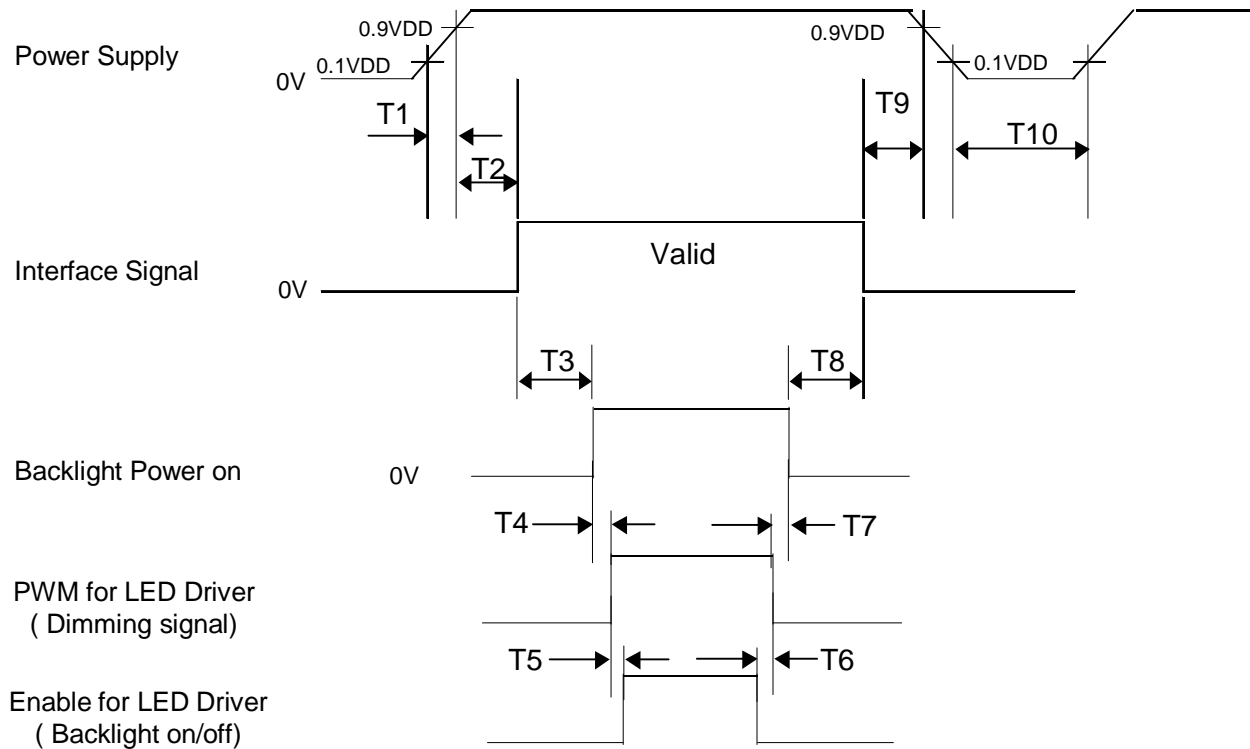 0.9VDD
0.9VDD
Power Supply
0.1VDD
0.1VDD
0V
T1
T9
T10
T2
Valid
Interface Signal
0V
T3
T8
Backlight Power on
0V
T4
T7
PWM for LED Driver
( Dimming signal)
T5
T6
Enable for LED Driver
( Backlight on/off)